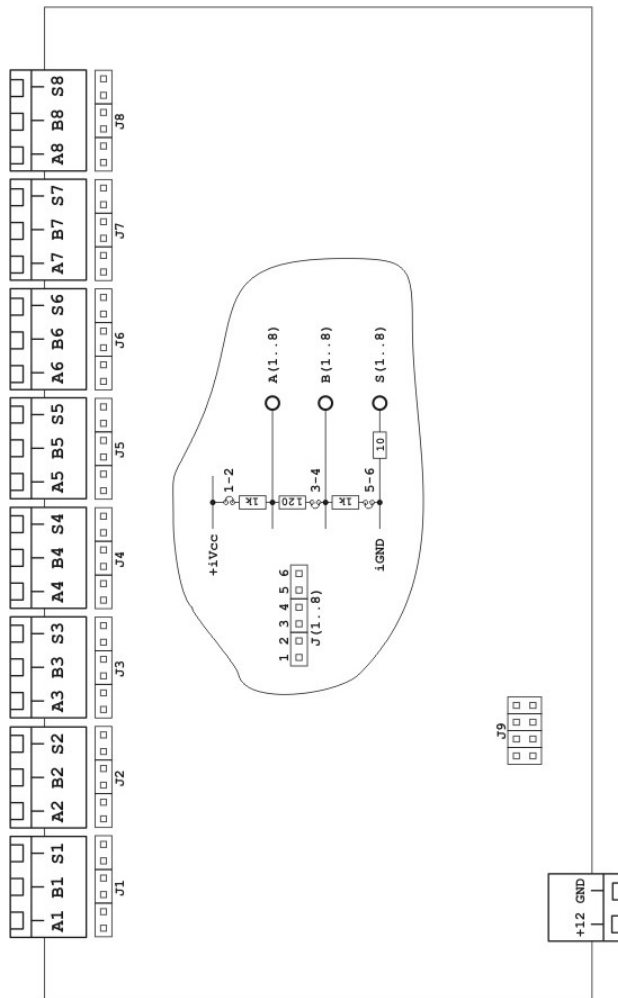 A1 B1 S1 A2 B2 S2 A3 B3 S3 A4 B4 S4 A5 B5 S5 A6 B6 S6 A7 B7 S7 A8 B8 S8
J1 J2 J3 J4 J5 J6 J7 J8
+iVcc
1-2
1k
A(1..8)
1 2 3 4 5 6
120
3-4
J(1..8)
B(1..8)
1k
5-6
iGND
10
S(1..8)
J9
+12 GND